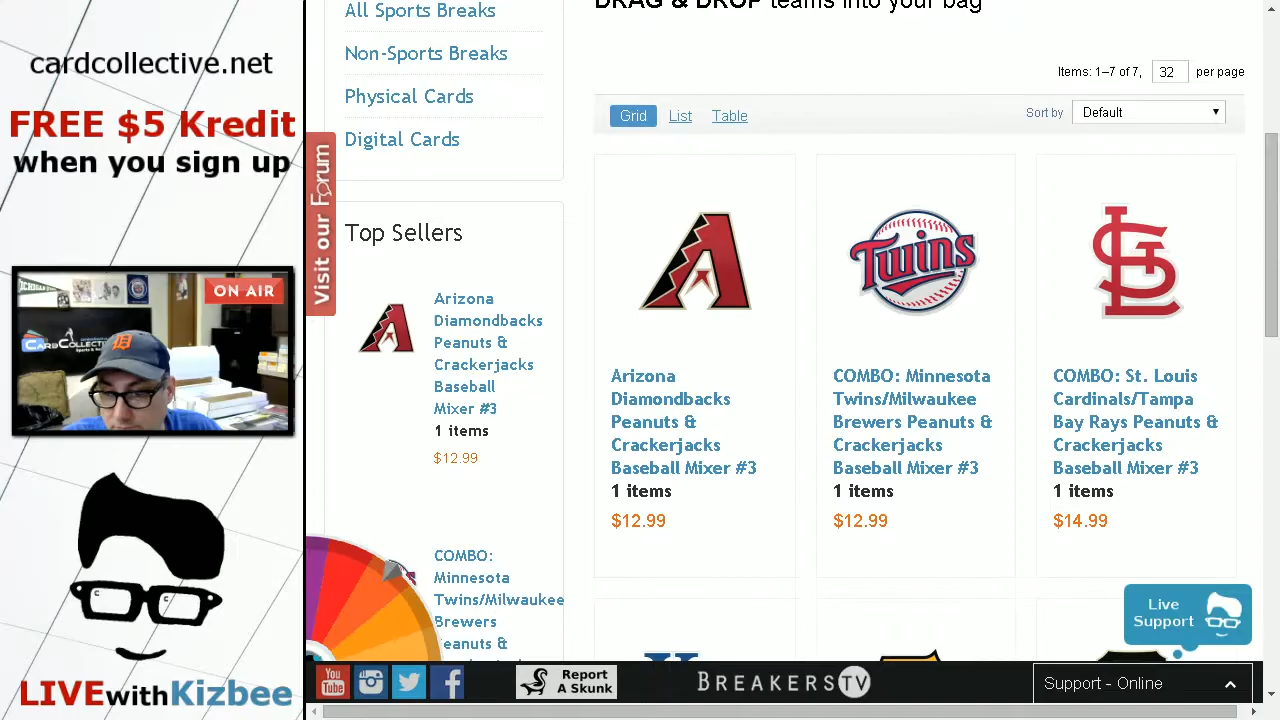 cardcollective.net
FREE $5 Kredit
when you sign up
ON AIR
LIVEwithKizbee
Visit our Forum
All Sports Breaks
Non-Sports Breaks
Physical Cards
Digital Cards
Top Sellers
Arizona
Diamondbacks
Peanuts &
Crackerjacks
Baseball
Mixer #3
1 items
$12.99
COMBO:
Minnesota
Twins/Milwaukee
Brewers
DRAG & DROP teams into your bag
Items: 1–7 of 7, 32 per page
Grid List Table
Sort by Default
Twins
Arizona
Diamondbacks
Peanuts &
Crackerjacks
Baseball Mixer #3
1 items
$12.99
COMBO: Minnesota
Twins/Milwaukee
Brewers Peanuts &
Crackerjacks
Baseball Mixer #3
1 items
$12.99
COMBO: St. Louis
Cardinals/Tampa
Bay Rays Peanuts &
Crackerjacks
Baseball Mixer #3
1 items
$14.99
Live
Support
You
Tube
Report
A Skunk
BREAKERS TV
Support - Online